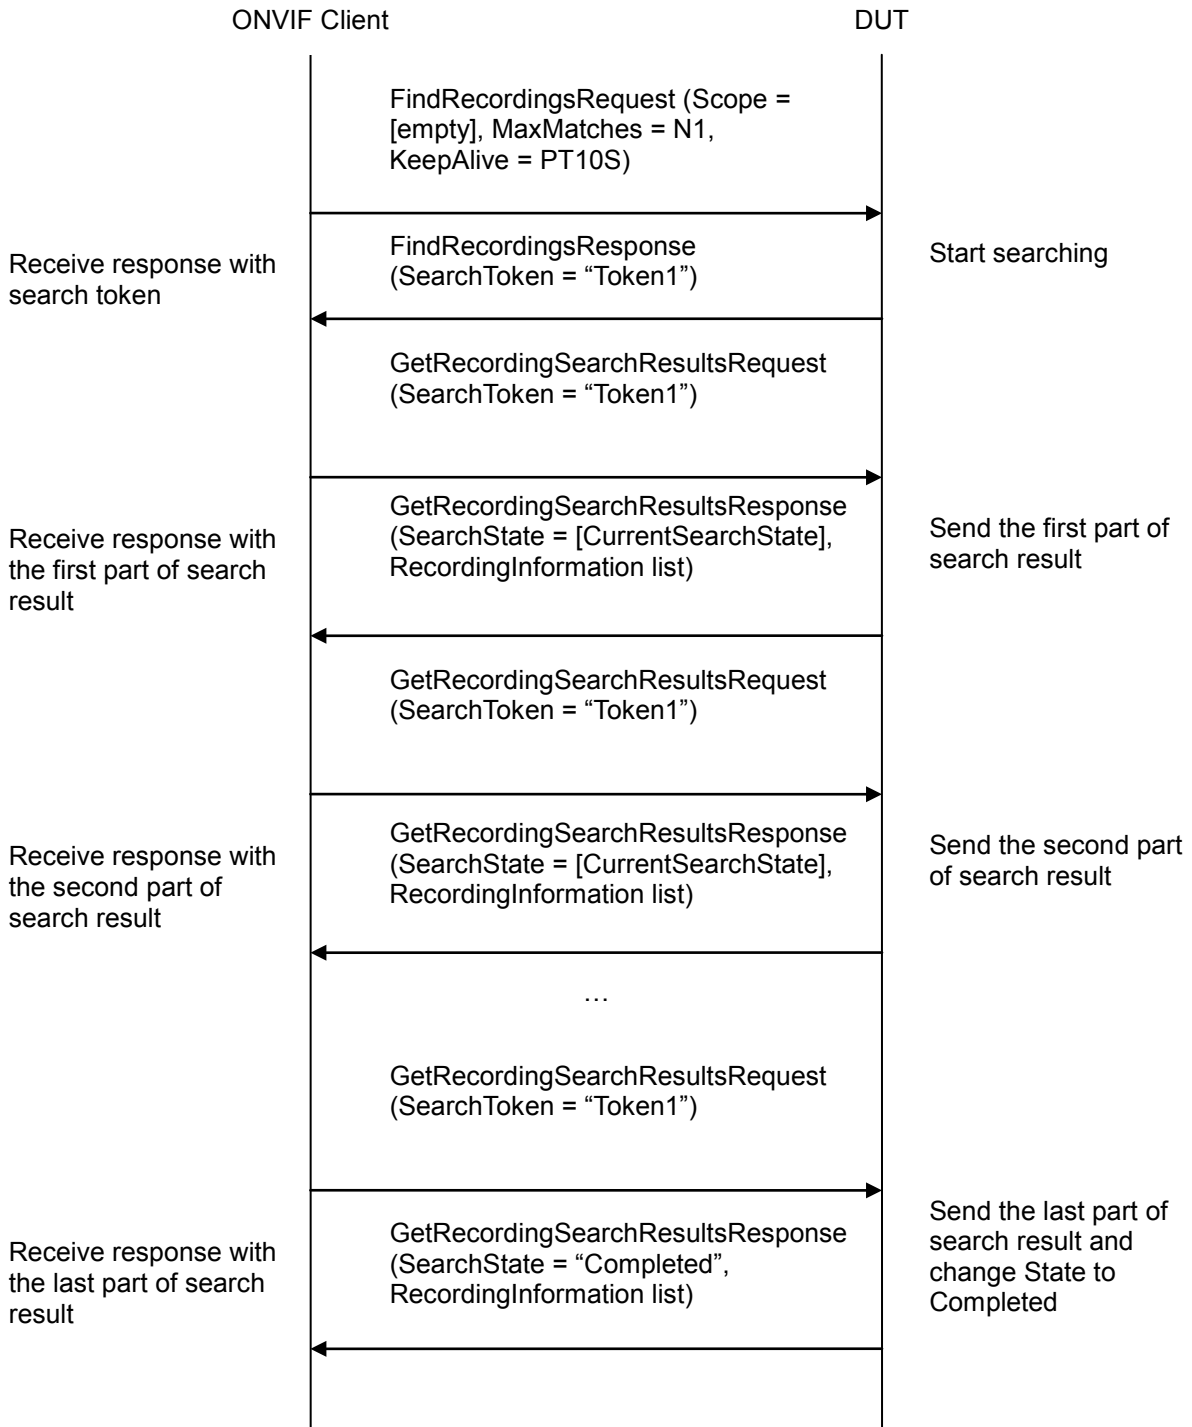 ONVIF Client
DUT
FindRecordingsRequest (Scope =
[empty], MaxMatches = N1,
KeepAlive = PT10S)
Receive response with
search token
FindRecordingsResponse
(SearchToken = “Token1”)
Start searching
GetRecordingSearchResultsRequest
(SearchToken = “Token1”)
Receive response with
the first part of search
result
GetRecordingSearchResultsResponse
(SearchState = [CurrentSearchState],
RecordingInformation list)
Send the first part of
search result
GetRecordingSearchResultsRequest
(SearchToken = “Token1”)
Receive response with
the second part of
search result
GetRecordingSearchResultsResponse
(SearchState = [CurrentSearchState],
RecordingInformation list)
Send the second part
of search result
…
GetRecordingSearchResultsRequest
(SearchToken = “Token1”)
Receive response with
the last part of search
result
GetRecordingSearchResultsResponse
(SearchState = “Completed”,
RecordingInformation list)
Send the last part of
search result and
change State to
Completed